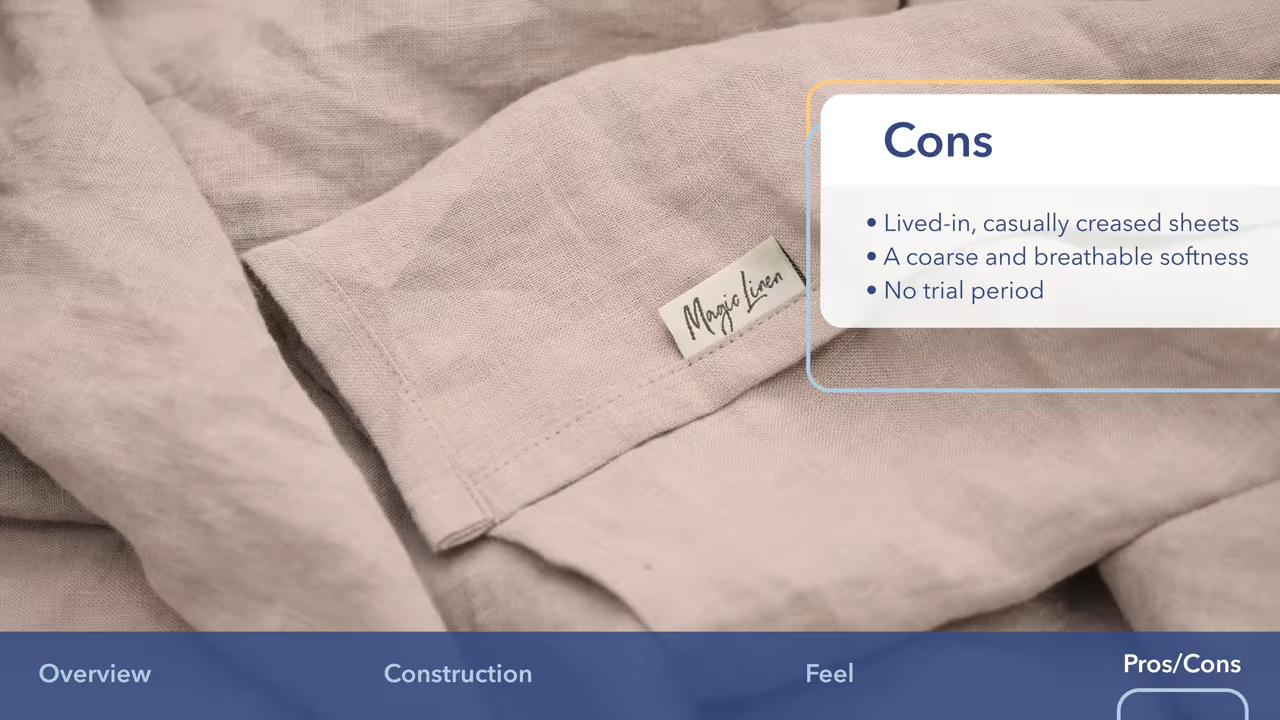 Cons
• Lived-in, casually creased sheets
• A coarse and breathable softness
• No trial period
Magic Linen
Overview
Construction
Feel
Pros/Cons